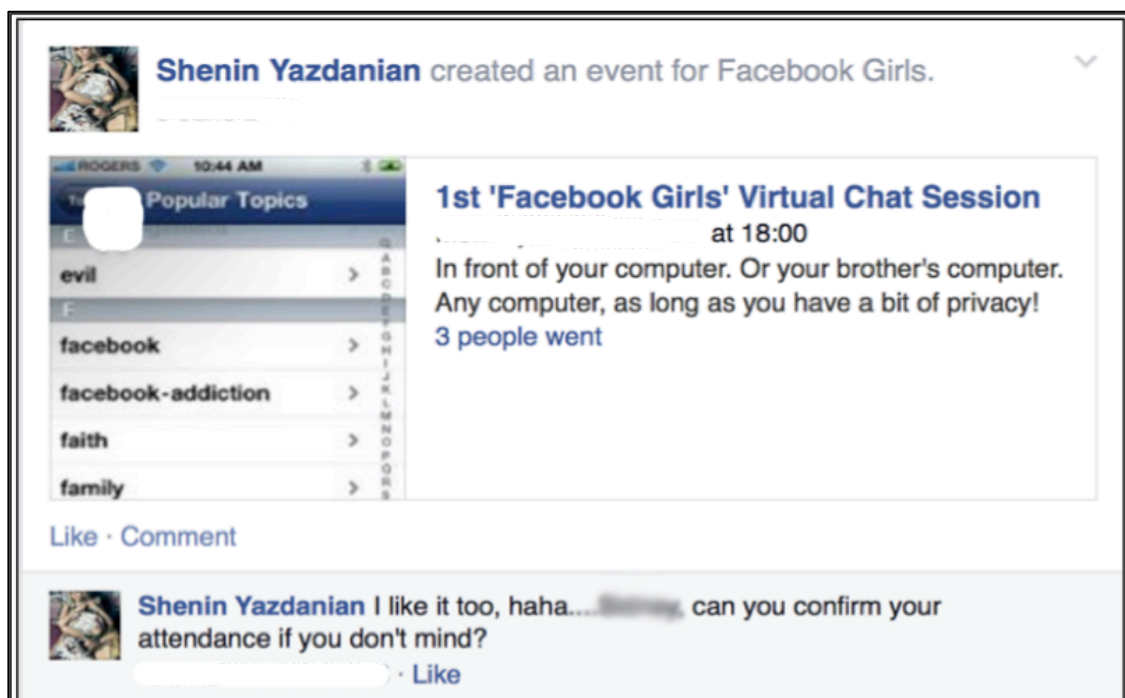 Shenin Yazdanian created an event for Facebook Girls.
ROGERS 10:44 AM
Popular Topics
E
evil
F
facebook
facebook-addiction
faith
family
Q
A
B
C
D
E
F
G
H
I
J
K
L
M
N
O
P
Q
R
S
1st 'Facebook Girls' Virtual Chat Session
at 18:00
In front of your computer. Or your brother's computer.
Any computer, as long as you have a bit of privacy!
3 people went
Like · Comment
Shenin Yazdanian I like it too, haha.... can you confirm your
attendance if you don't mind?
· Like